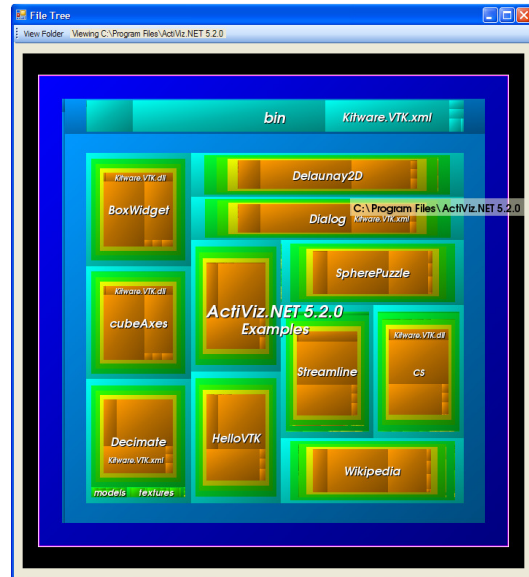 File Tree
View Folder Viewing C:\Program Files\ActiViz.NET 5.2.0
bin Kitware.VTK.xml
Kitware.VTK.dll
BoxWidget
Delaunay2D
C:\Program Files\ActiViz.NET 5.2.0
Dialog Kitware.VTK.xml
SpherePuzzle
Kitware.VTK.dll
cubeAxes
ActiViz.NET 5.2.0
Examples
Kitware.VTK.dll
Streamline
cs
Decimate
Kitware.VTK.xml
HelloVTK
Wikipedia
models textures